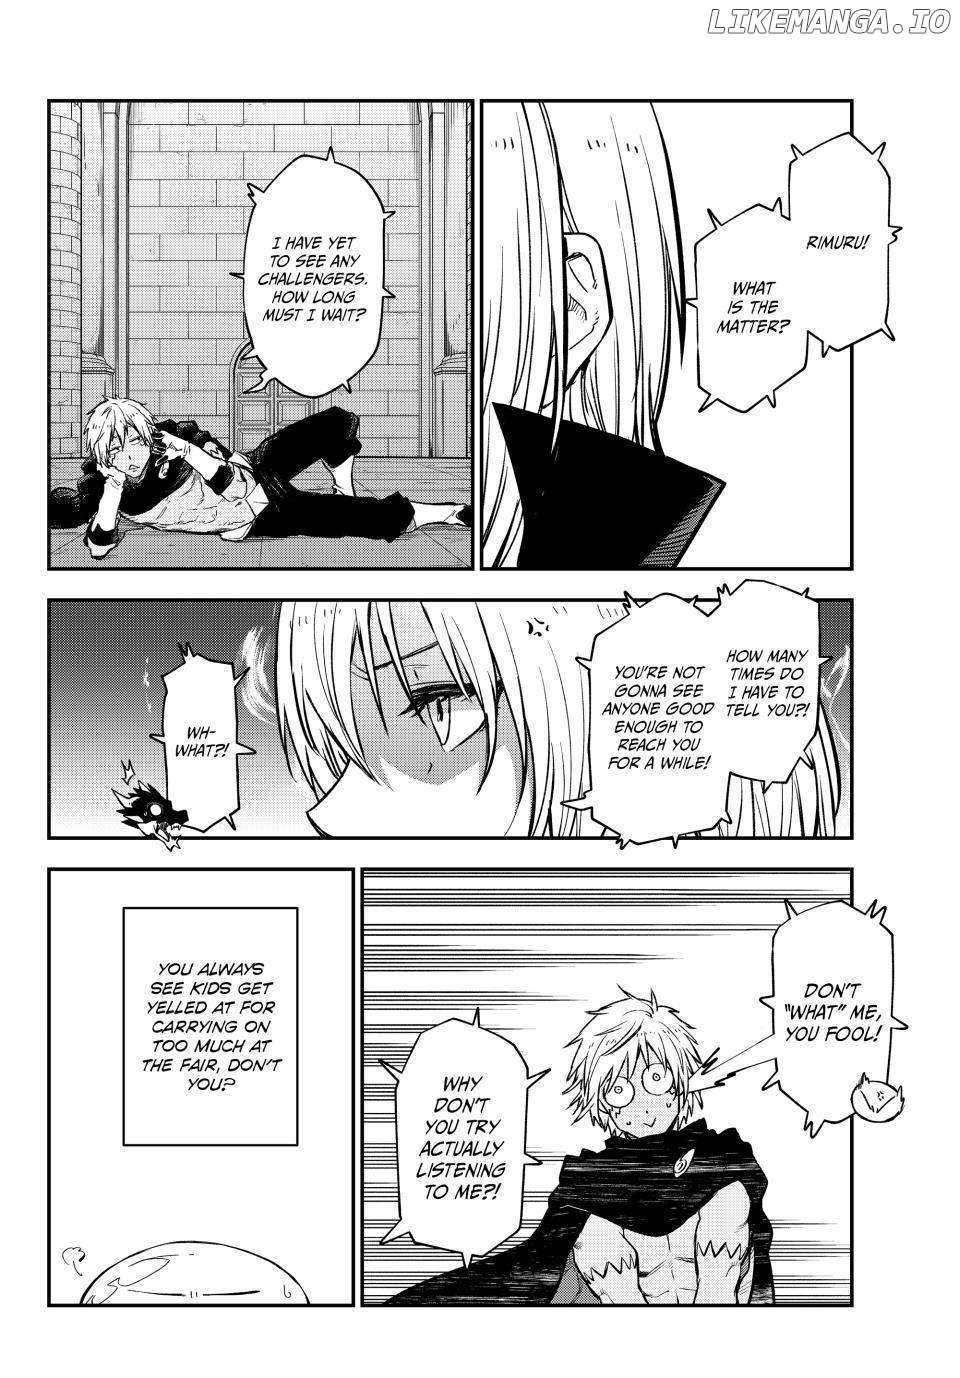 LIKEMANGA.IO
RIMURU!
WHAT
IS THE
MATTER?
I HAVE YET
TO SEE ANY
CHALLENGERS.
HOW LONG
MUST I WAIT?
HOW MANY
TIMES DO
I HAVE TO
TELL YOU?!
YOU'RE NOT
GONNA SEE
ANYONE GOOD
ENOUGH TO
REACH YOU
FOR A WHILE!
WH-
WHAT?!
DON'T
"WHAT" ME,
YOU FOOL!
WHY
DON'T
YOU TRY
ACTUALLY
LISTENING
TO ME?!
YOU ALWAYS
SEE KIDS GET
YELLED AT FOR
CARRYING ON
TOO MUCH AT
THE FAIR, DON'T
YOU?